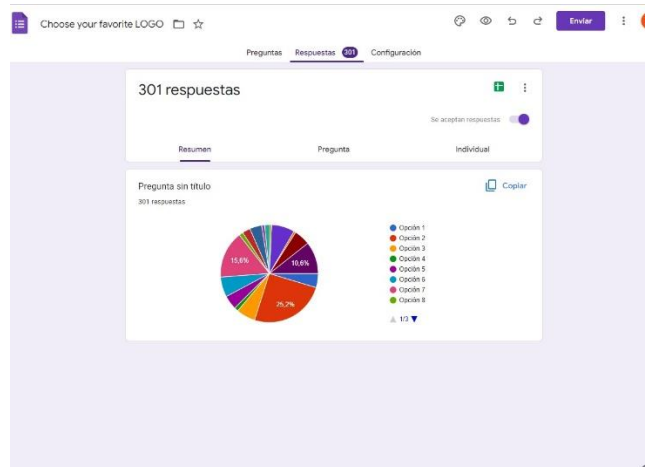 Choose your favorite LOGO
Enviar
Preguntas Respuestas 301 Configuración
301 respuestas
Se aceptan respuestas
Resumen Pregunta Individual
Pregunta sin título
Copiar
301 respuestas
Opción 1
Opción 2
Opción 3
Opción 4
Opción 5
Opción 6
Opción 7
Opción 8
15,6%
10,6%
25,2%
1/3